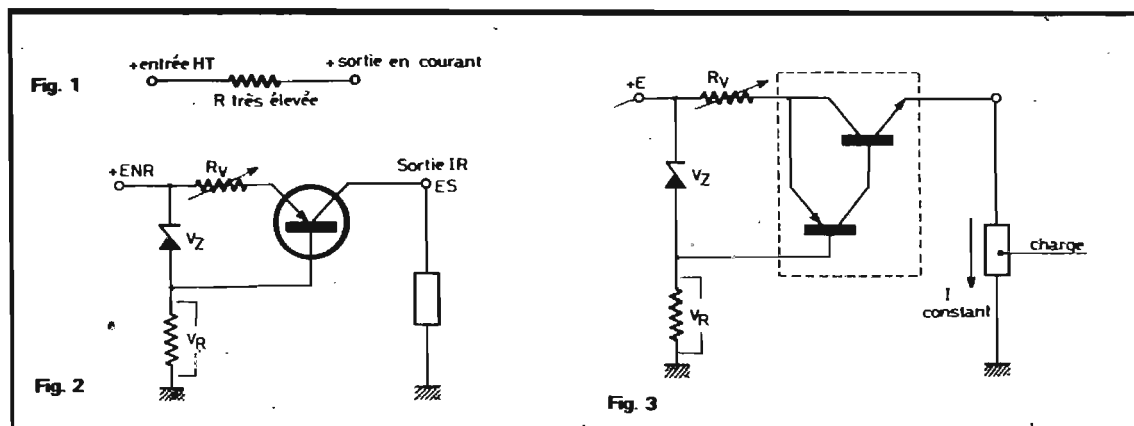 Fig. 1
+entrée HT
+sortie en courant
R très élevée
+ENR
RV
Sortie IR
ES
VZ
VR
Fig. 2
+E
RV
VZ
charge
I
constant
VR
Fig. 3